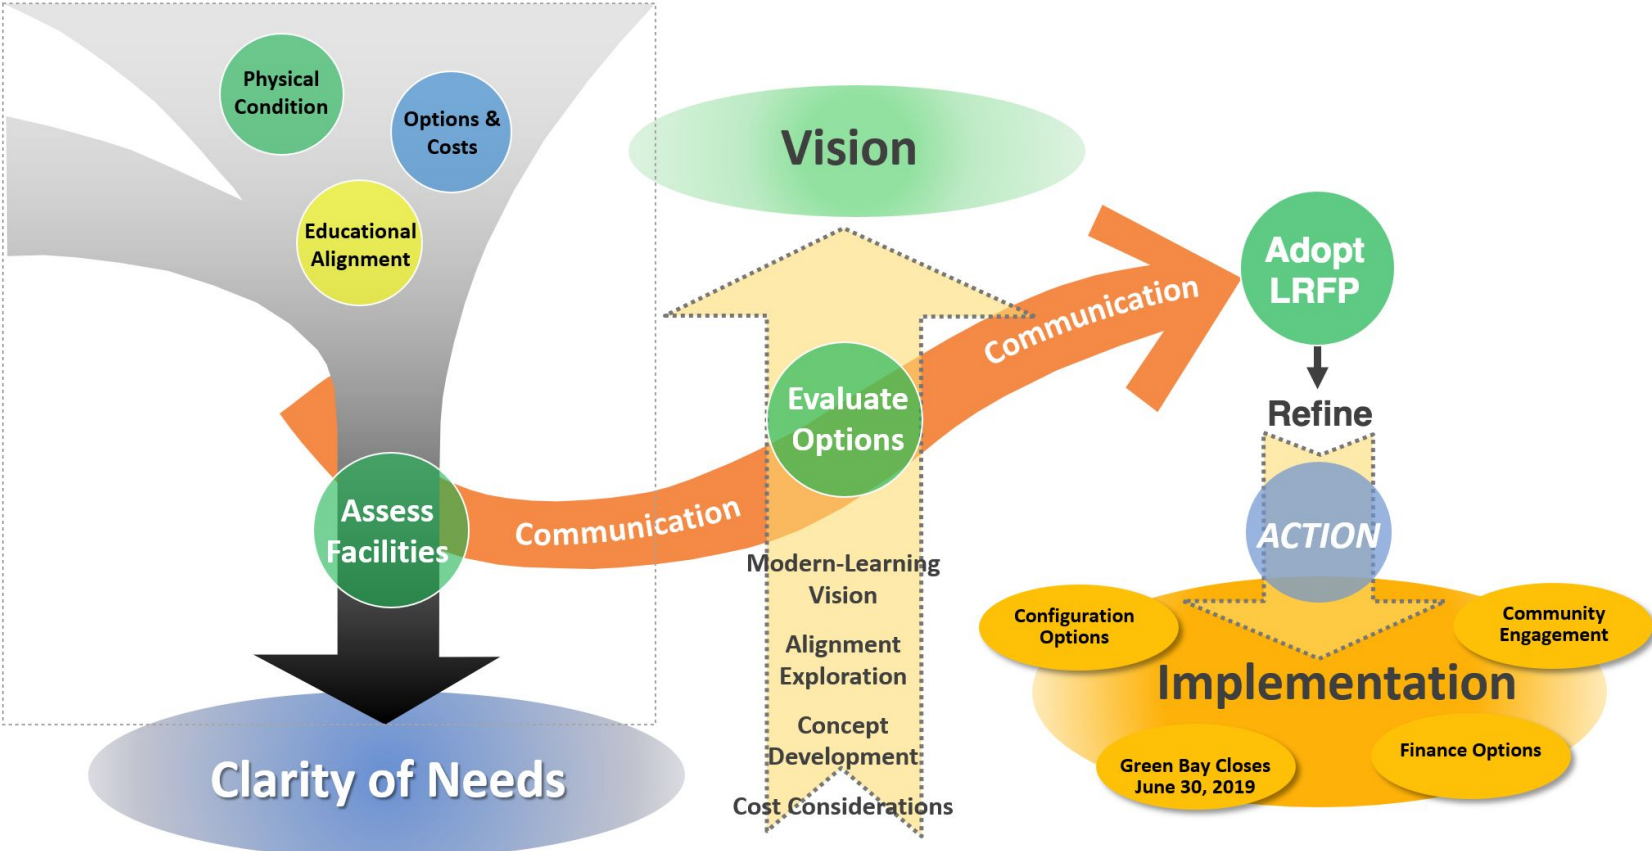 Physical
Condition
Options &
Costs
Educational
Alignment
Assess
Facilities
Clarity of Needs
Communication
Vision
Evaluate
Options
Modern-Learning
Vision
Alignment
Exploration
Concept
Development
Cost Considerations
Communication
Adopt
LRFP
Refine
ACTION
Configuration
Options
Community
Engagement
Implementation
Green Bay Closes
June 30, 2019
Finance Options